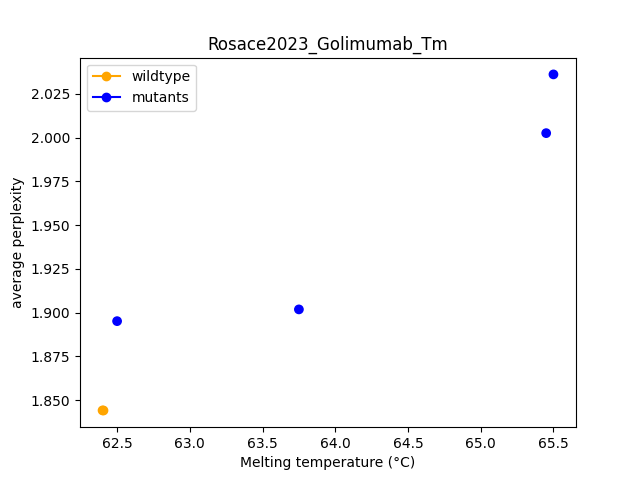 Rosace2023_Golimumab_Tm
wildtype
mutants
2.025
2.000
1.975
1.950
1.925
1.900
1.875
1.850
average perplexity
62.5 63.0 63.5 64.0 64.5 65.0 65.5
Melting temperature (°C)